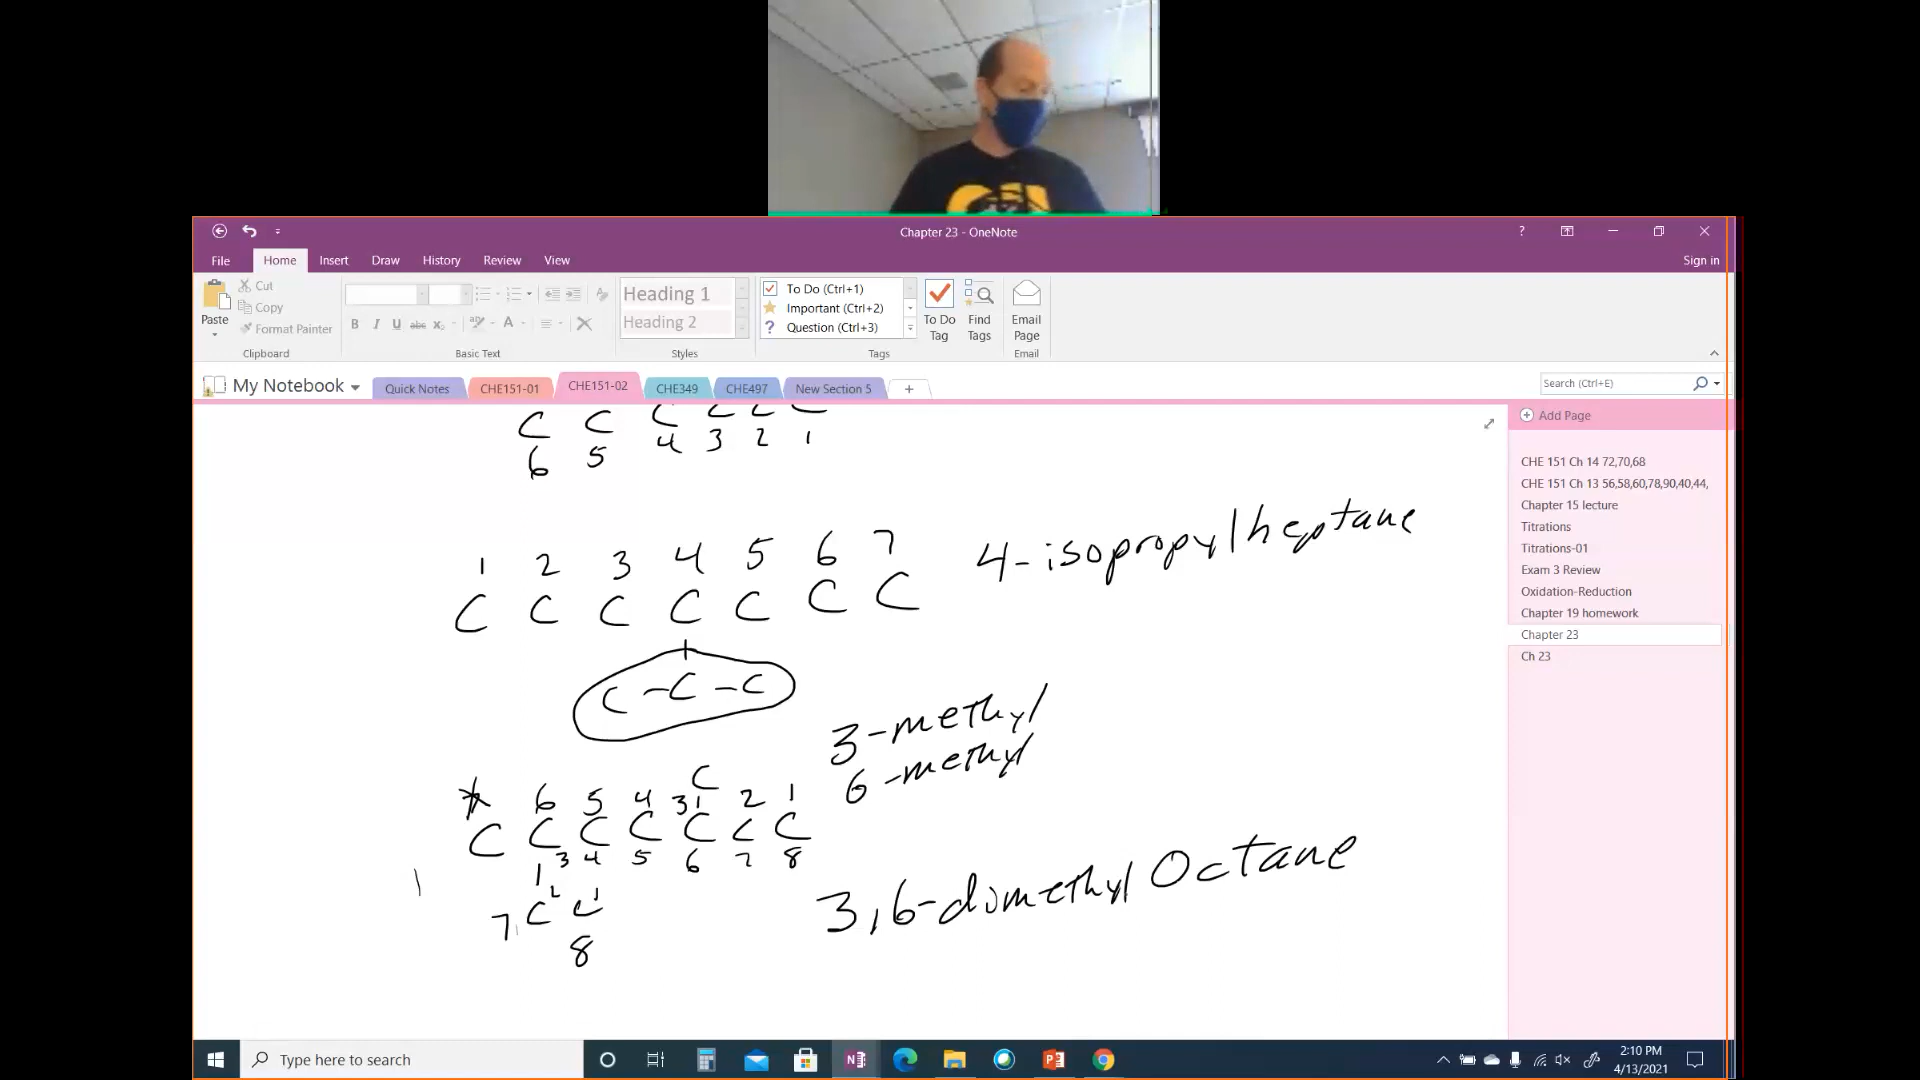 Chapter 23 - OneNote
?
File Home Insert Draw History Review View Sign in
Paste
Cut
Copy
Format Painter
Clipboard
B I U abc x₂ A
Basic Text
Heading 1
Heading 2
Styles
To Do (Ctrl+1)
Important (Ctrl+2)
Question (Ctrl+3)
Tags
To Do Tag
Find Tags
Email Page
Email
My Notebook Quick Notes CHE151-01 CHE151-02 CHE349 CHE497 New Section 5 + Search (Ctrl+E)
C C C C C C
6 5 4 3 2 1
1 2 3 4 5 6 7
C C C C C C C
4-isopropylheptane
C-C-C
3-methyl
6-methyl
C
6 5 4 3 2 1
C C C C C C C
3 4 5 6 7 8
2 1
7 C C
8
3,6-dimethyl Octane
Add Page
CHE 151 Ch 14 72,70,68
CHE 151 Ch 13 56,58,60,78,90,40,44,
Chapter 15 lecture
Titrations
Titrations-01
Exam 3 Review
Oxidation-Reduction
Chapter 19 homework
Chapter 23
Ch 23
Type here to search
2:10 PM
4/13/2021